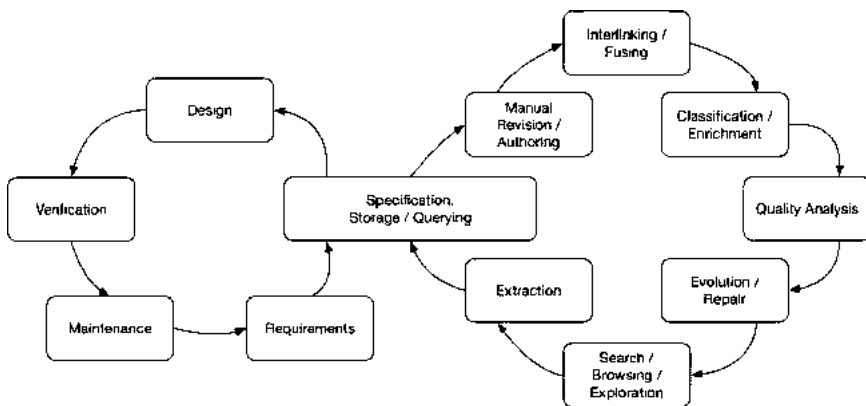 Interlinking /
Fusing
Design
Manual
Revision /
Authoring
Classification /
Enrichment
Verification
Specification,
Storage / Querying
Quality Analysis
Extraction
Evolution /
Repair
Maintenance
Requirements
Search /
Browsing /
Exploration